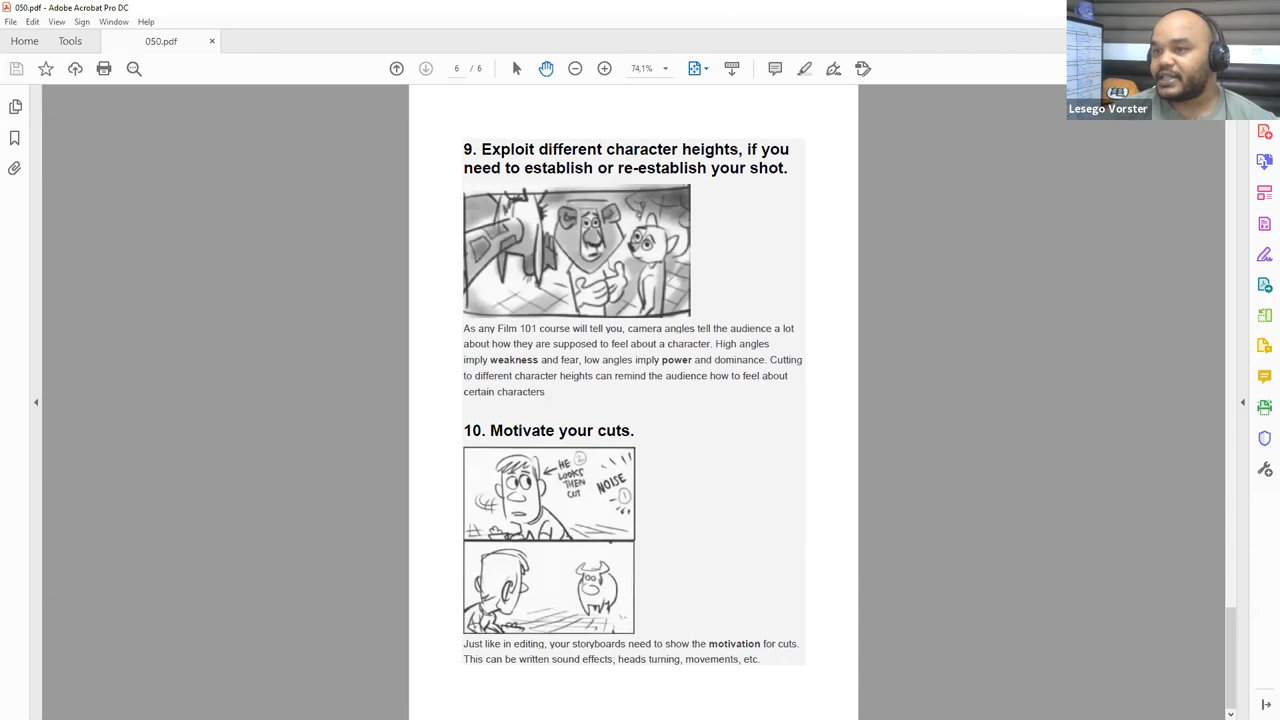 050.pdf - Adobe Acrobat Pro DC
File Edit View Sign Window Help
Home Tools 050.pdf ×
6 / 6 74,1%
Lesego Vorster
9. Exploit different character heights, if you
need to establish or re-establish your shot.
As any Film 101 course will tell you, camera angles tell the audience a lot
about how they are supposed to feel about a character. High angles
imply weakness and fear, low angles imply power and dominance. Cutting
to different character heights can remind the audience how to feel about
certain characters
10. Motivate your cuts.
HE 2
LOOKS
THEN
CUT
NOISE
1
Just like in editing, your storyboards need to show the motivation for cuts.
This can be written sound effects, heads turning, movements, etc.